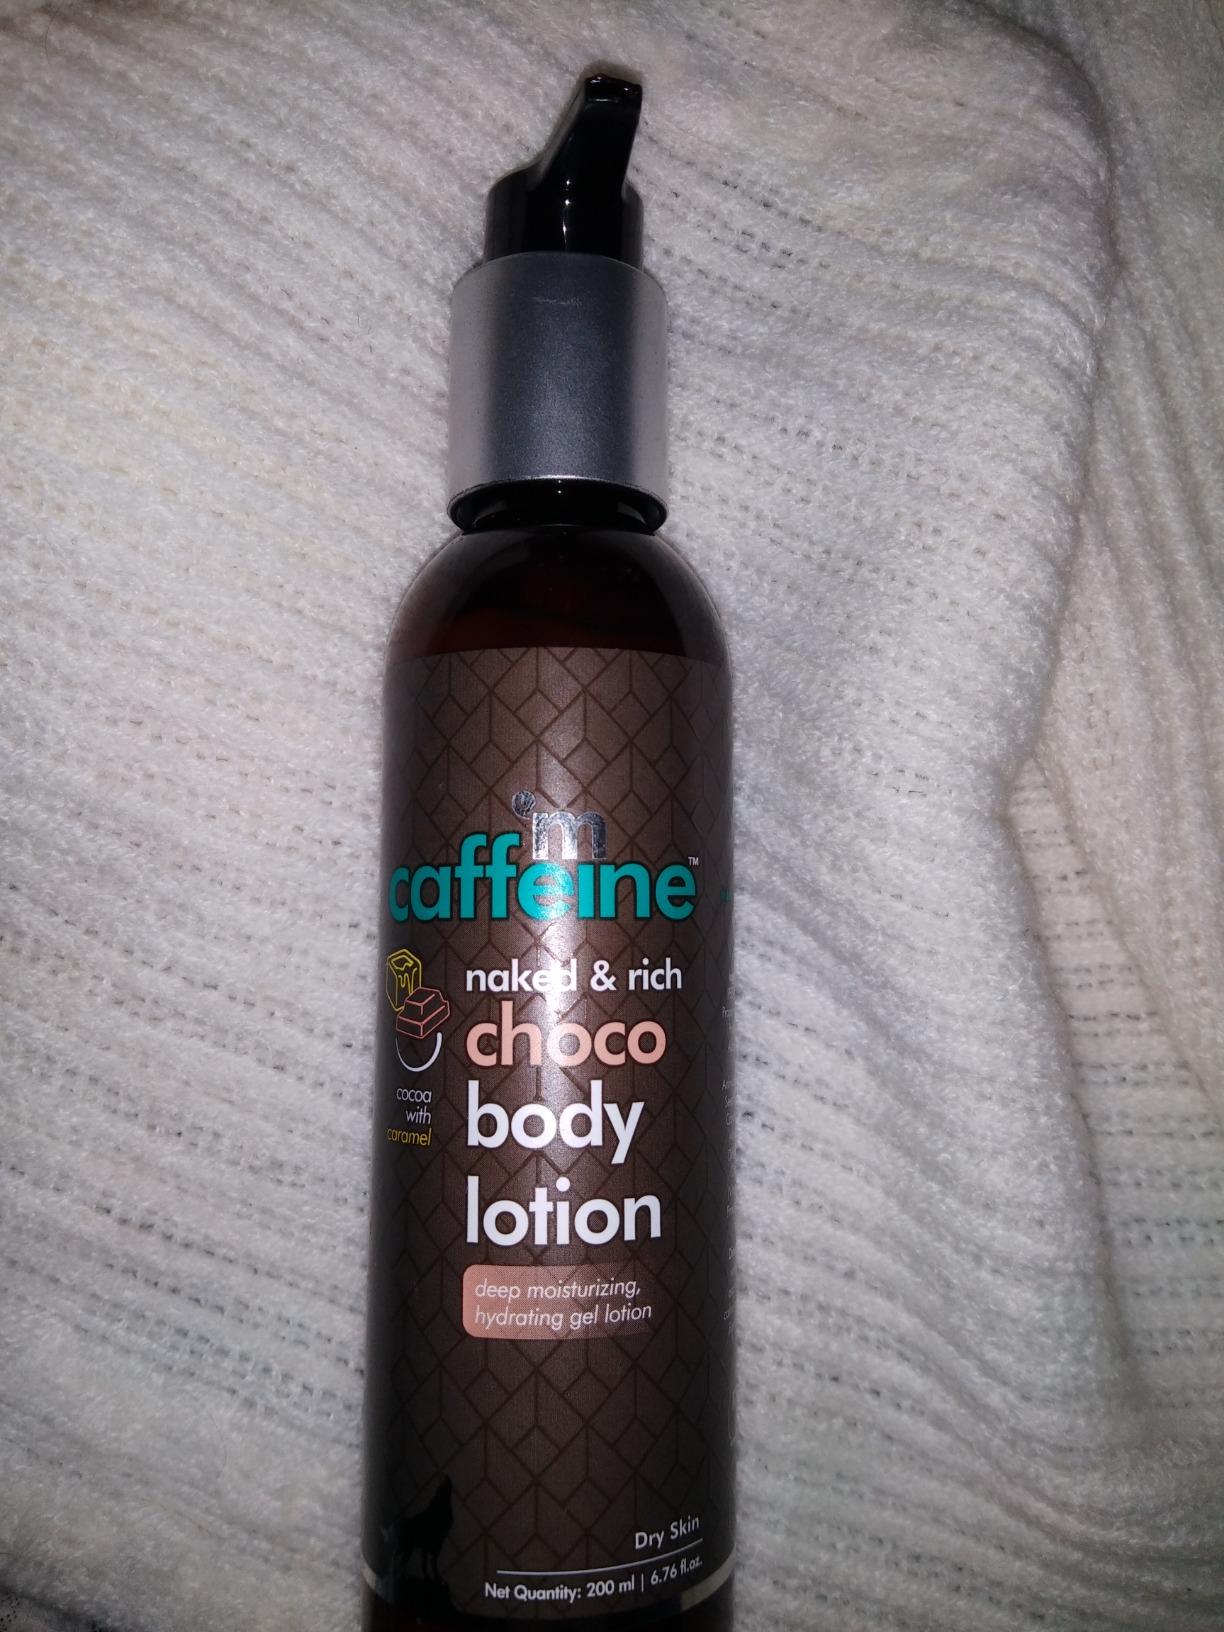 'm
caffeine™
naked & rich
choco
body
lotion
cocoa
with
caramel
deep moisturizing,
hydrating gel lotion
Dry Skin
Net Quantity: 200 ml | 6.76 fl.oz.